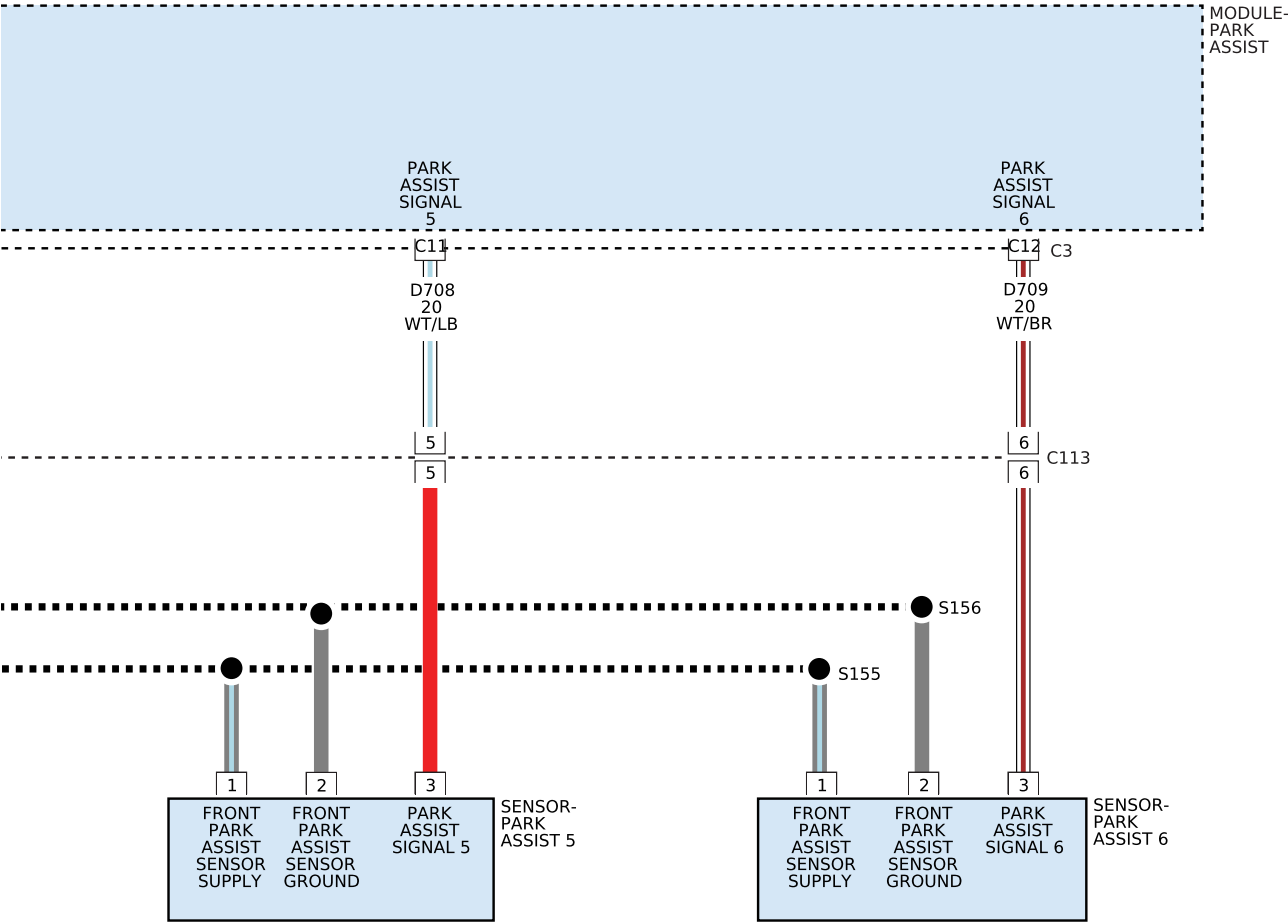 MODULE-
PARK
ASSIST
PARK
ASSIST
SIGNAL
5
PARK
ASSIST
SIGNAL
6
C11
C12
C3
D708
20
WT/LB
D709
20
WT/BR
5
6
C113
5
6
S156
S155
1
2
3
1
2
3
SENSOR-
PARK
ASSIST 5
FRONT
PARK
ASSIST
SENSOR
SUPPLY
FRONT
PARK
ASSIST
SENSOR
GROUND
PARK
ASSIST
SIGNAL 5
FRONT
PARK
ASSIST
SENSOR
SUPPLY
FRONT
PARK
ASSIST
SENSOR
GROUND
PARK
ASSIST
SIGNAL 6
SENSOR-
PARK
ASSIST 6